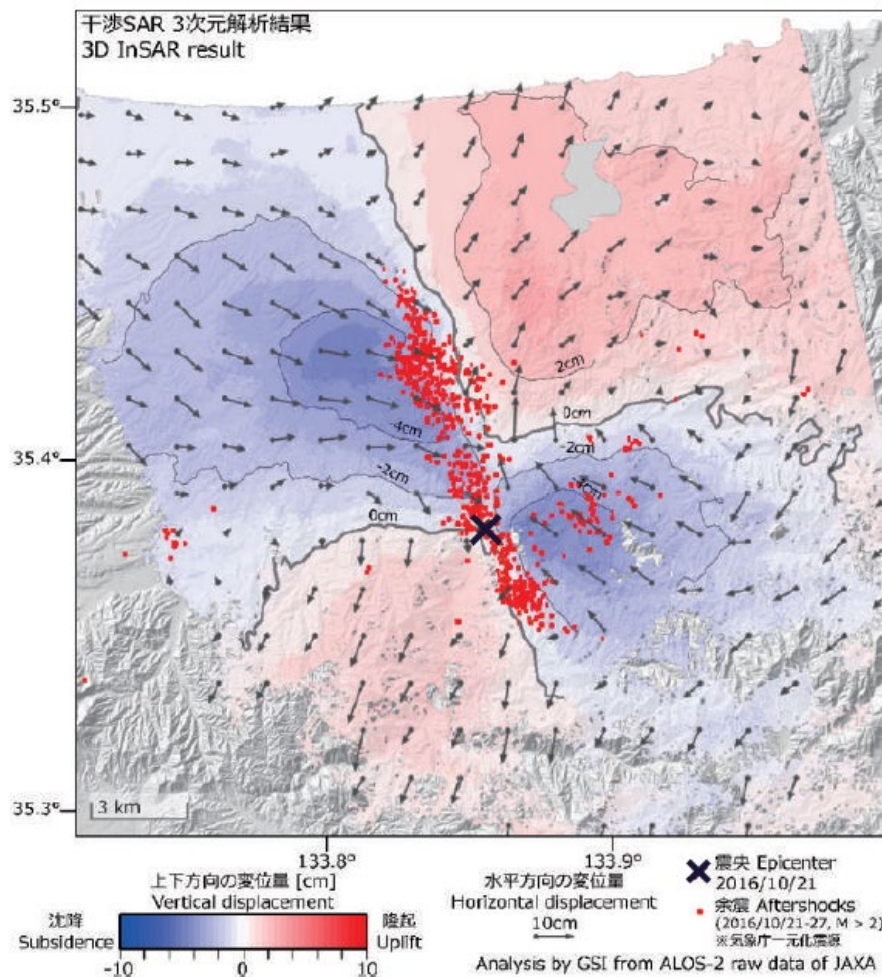 干渉SAR 3次元解析結果
3D InSAR result
35.5°
2cm
0cm
-4cm
-2cm
35.4°
-2cm
-4cm
0cm
35.3°
3 km
133.8°
133.9°
上下方向の変位量 [cm]
Vertical displacement
沈降
Subsidence
隆起
Uplift
-10
0
10
水平方向の変位量
Horizontal displacement
10cm
震央 Epicenter
2016/10/21
余震 Aftershocks
(2016/10/21-27, M > 2)
※気象庁一元化震源
Analysis by GSI from ALOS-2 raw data of JAXA